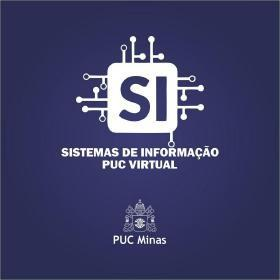 SI
SISTEMAS DE INFORMAÇÃO
PUC VIRTUAL
PUC Minas